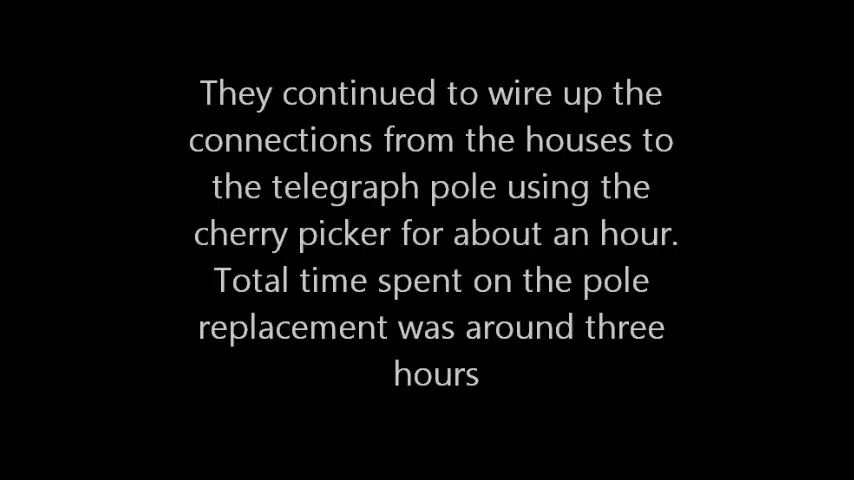 They continued to wire up the
connections from the houses to
the telegraph pole using the
cherry picker for about an hour.
Total time spent on the pole
replacement was around three
hours